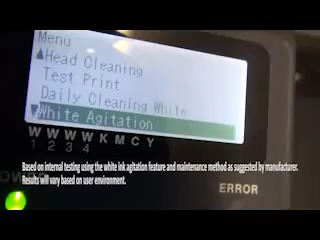 Menu
▲Head Cleaning
Test Print
Daily Cleaning White
▼White Agitation
W W W W K M C Y
1 2 3 4
Based on internal testing using the white ink agitation feature and maintenance method as suggested by manufacturer.
Results will vary based on user environment.
ERROR